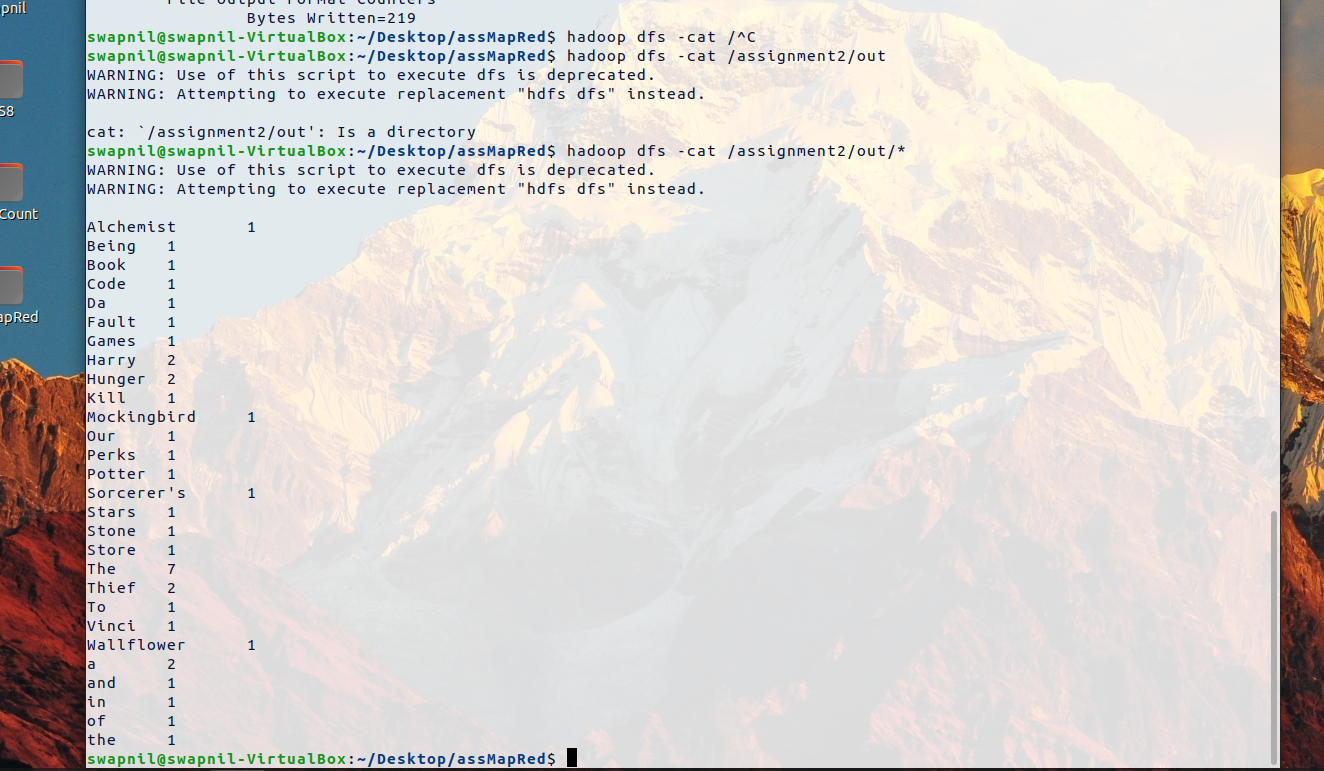 pnil
S8
Count
apRed
File Output Format Counters
Bytes Written=219
swapnil@swapnil-VirtualBox:~/Desktop/assMapRed$ hadoop dfs -cat /^C
swapnil@swapnil-VirtualBox:~/Desktop/assMapRed$ hadoop dfs -cat /assignment2/out
WARNING: Use of this script to execute dfs is deprecated.
WARNING: Attempting to execute replacement "hdfs dfs" instead.
cat: `/assignment2/out': Is a directory
swapnil@swapnil-VirtualBox:~/Desktop/assMapRed$ hadoop dfs -cat /assignment2/out/*
WARNING: Use of this script to execute dfs is deprecated.
WARNING: Attempting to execute replacement "hdfs dfs" instead.
Alchemist 1
Being 1
Book 1
Code 1
Da 1
Fault 1
Games 1
Harry 2
Hunger 2
Kill 1
Mockingbird 1
Our 1
Perks 1
Potter 1
Sorcerer's 1
Stars 1
Stone 1
Store 1
The 7
Thief 2
To 1
Vinci 1
Wallflower 1
a 2
and 1
in 1
of 1
the 1
swapnil@swapnil-VirtualBox:~/Desktop/assMapRed$